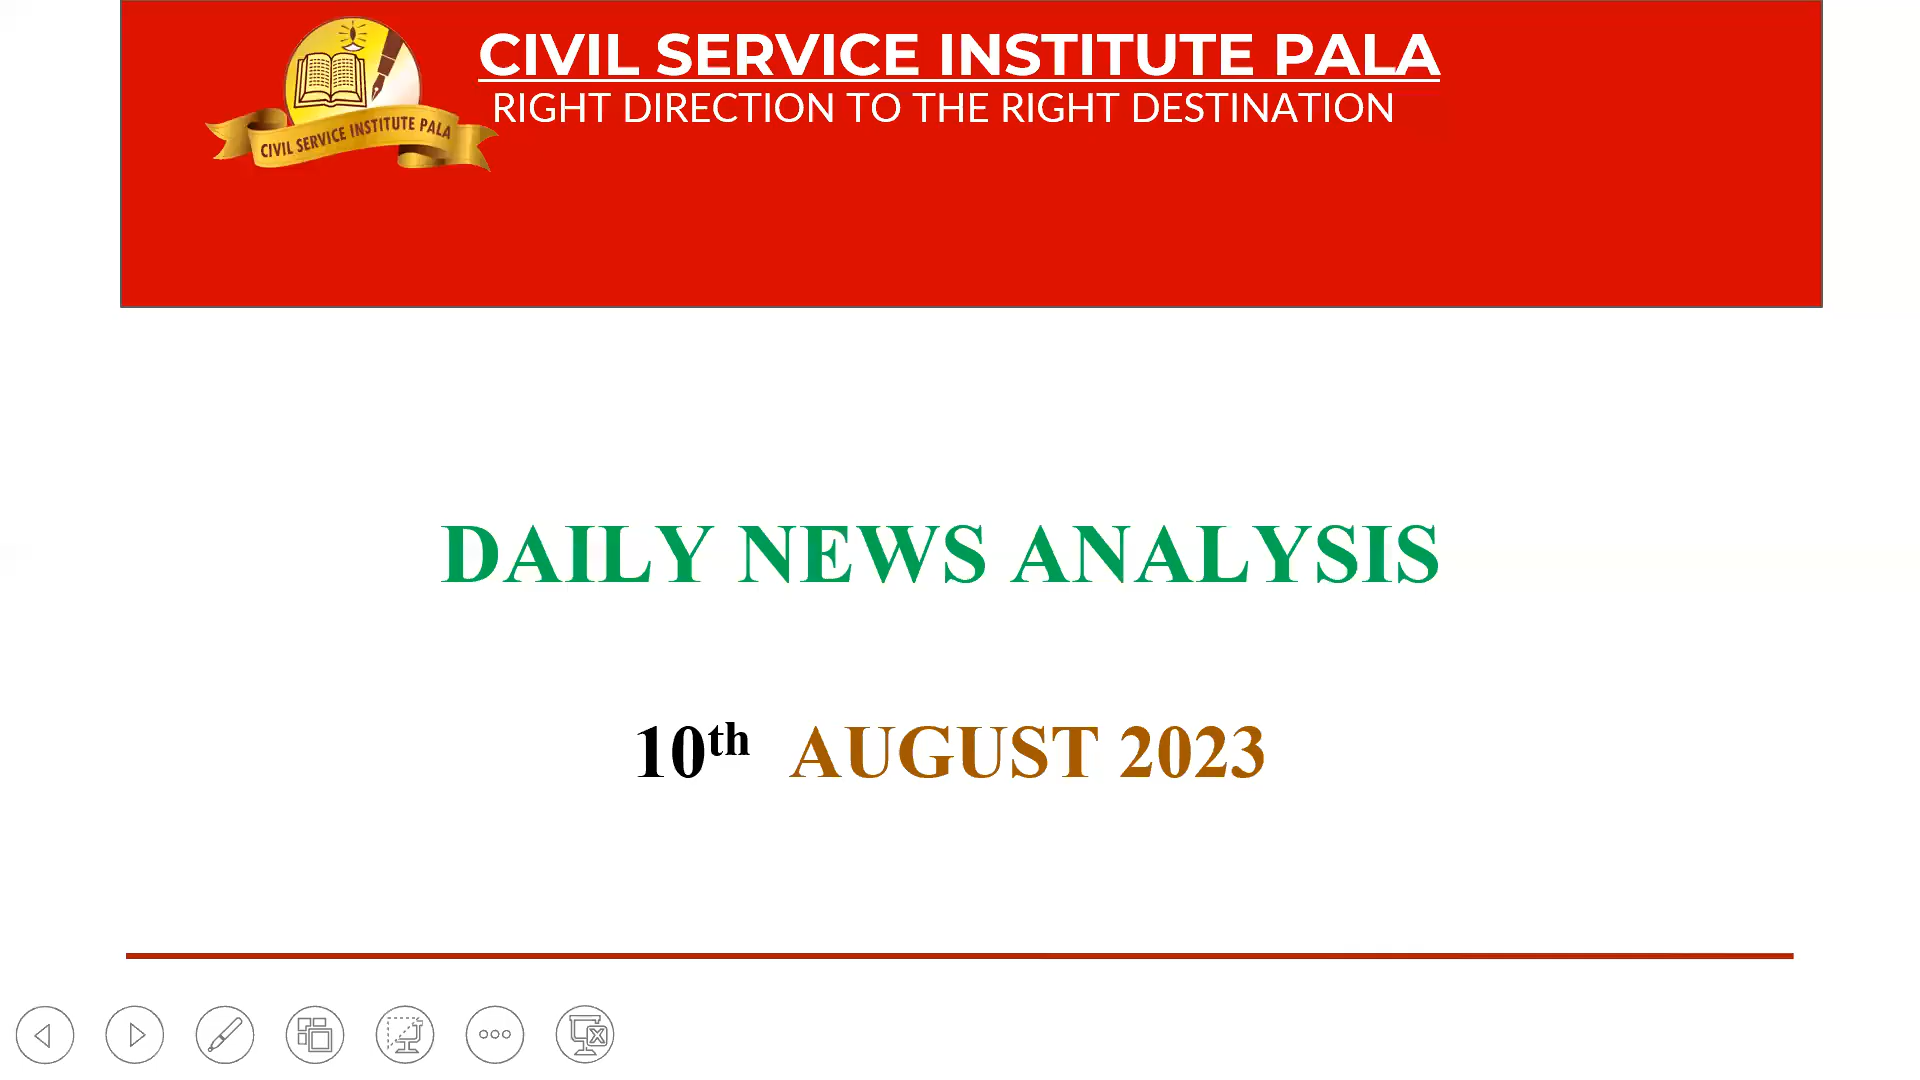 CIVIL SERVICE INSTITUTE PALA
RIGHT DIRECTION TO THE RIGHT DESTINATION
CIVIL SERVICE INSTITUTE PALA
DAILY NEWS ANALYSIS
10th AUGUST 2023